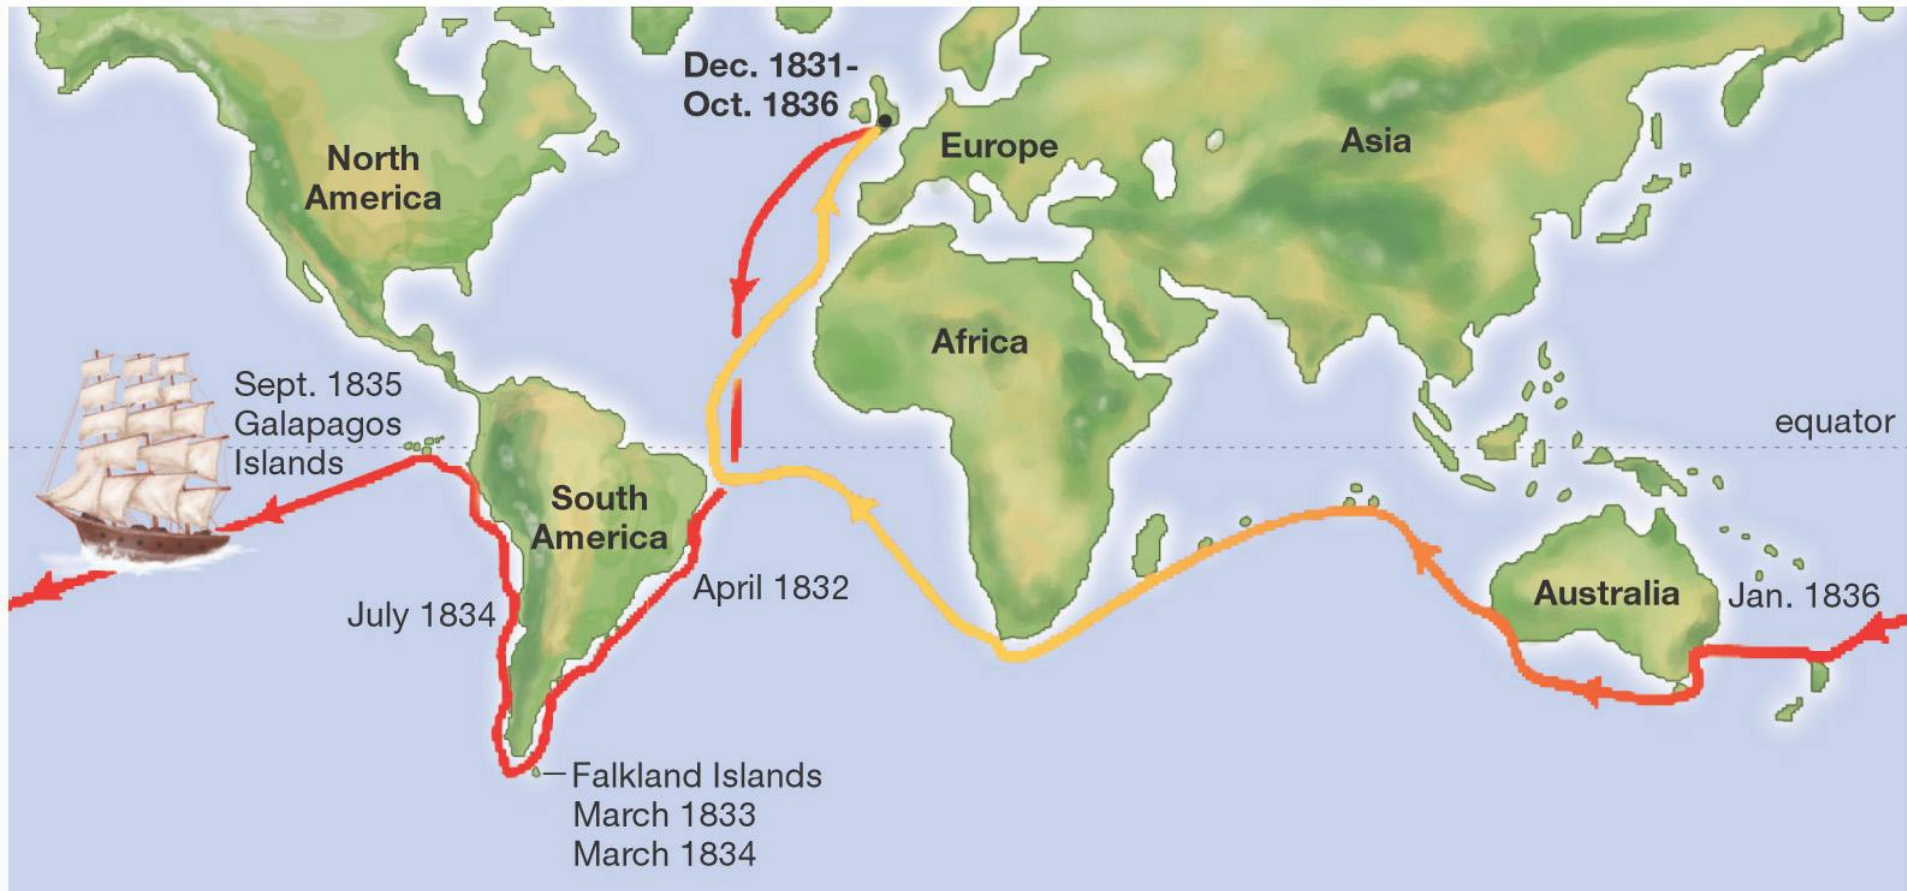 Dec. 1831-
Oct. 1836
North
America
Europe
Asia
Africa
Sept. 1835
Galapagos
Islands
equator
South
America
July 1834
April 1832
Australia
Jan. 1836
Falkland Islands
March 1833
March 1834